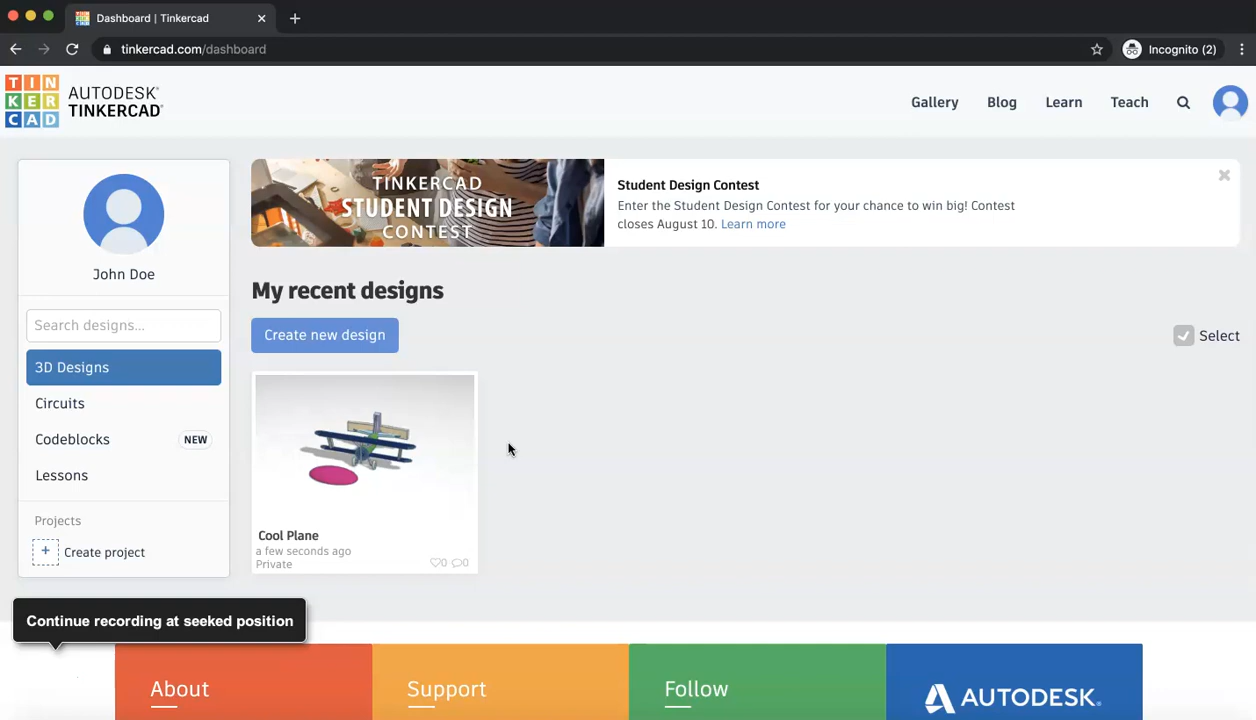 Dashboard | Tinkercad
tinkercad.com/dashboard
Incognito (2)
TIN
KER
CAD
AUTODESK®
TINKERCAD®
Gallery
Blog
Learn
Teach
John Doe
Search designs...
3D Designs
Circuits
Codeblocks
NEW
Lessons
Projects
+ Create project
TINKERCAD
STUDENT DESIGN
CONTEST
Student Design Contest
Enter the Student Design Contest for your chance to win big! Contest
closes August 10. Learn more
My recent designs
Create new design
Select
Cool Plane
a few seconds ago
Private
0 0
Continue recording at seeked position
About
Support
Follow
AUTODESK®